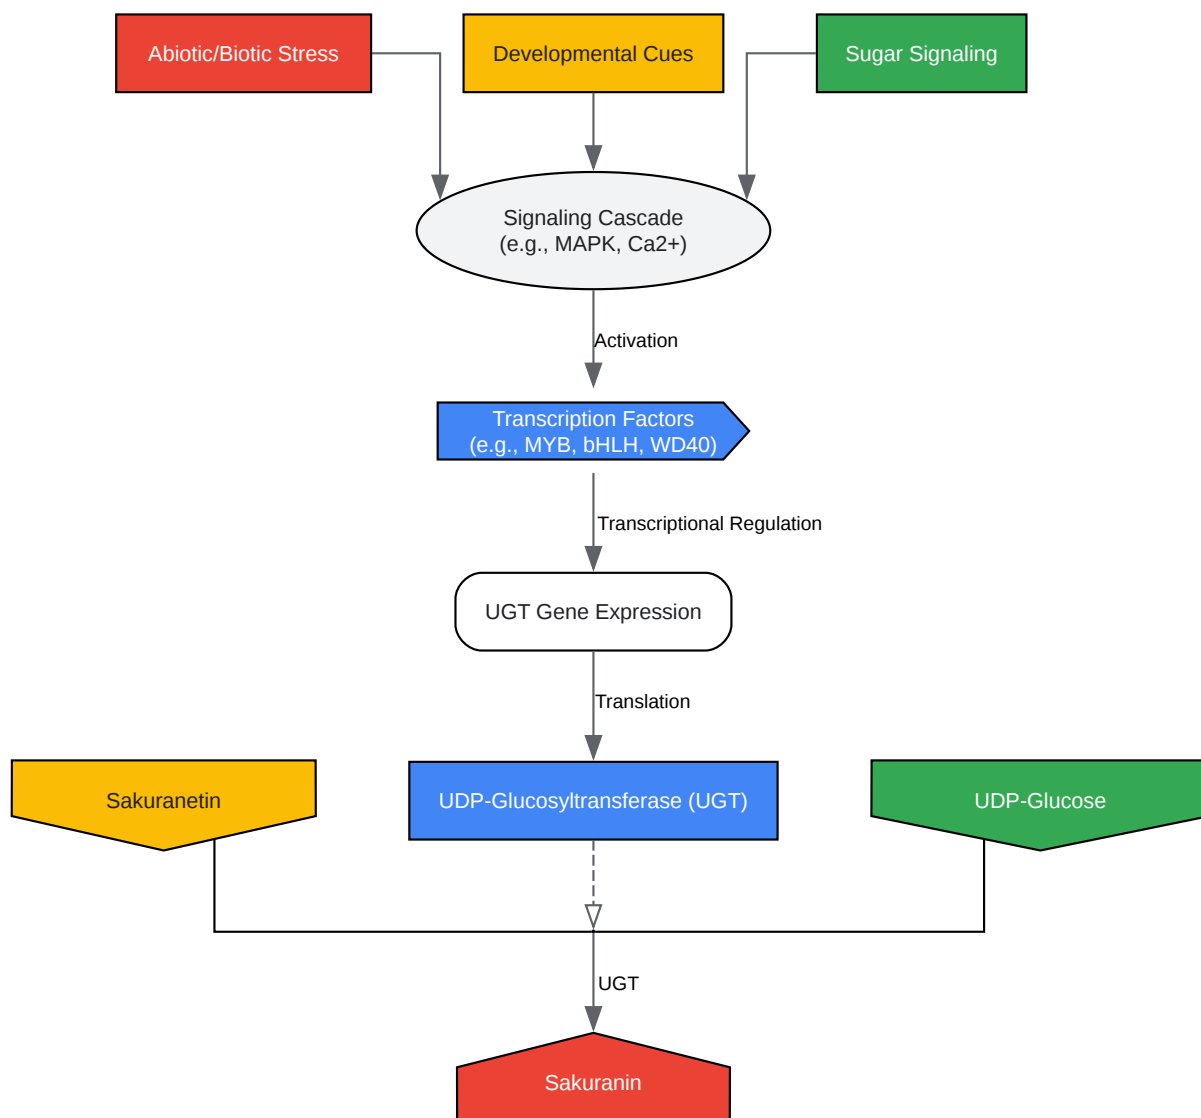 Abiotic/Biotic Stress
Developmental Cues
Sugar Signaling
Signaling Cascade
(e.g., MAPK, Ca2+)
Activation
Transcription Factors
(e.g., MYB, bHLH, WD40)
Transcriptional Regulation
UGT Gene Expression
Translation
Sakuranetin
UDP-Glucosyltransferase (UGT)
UDP-Glucose
UGT
Sakuranin